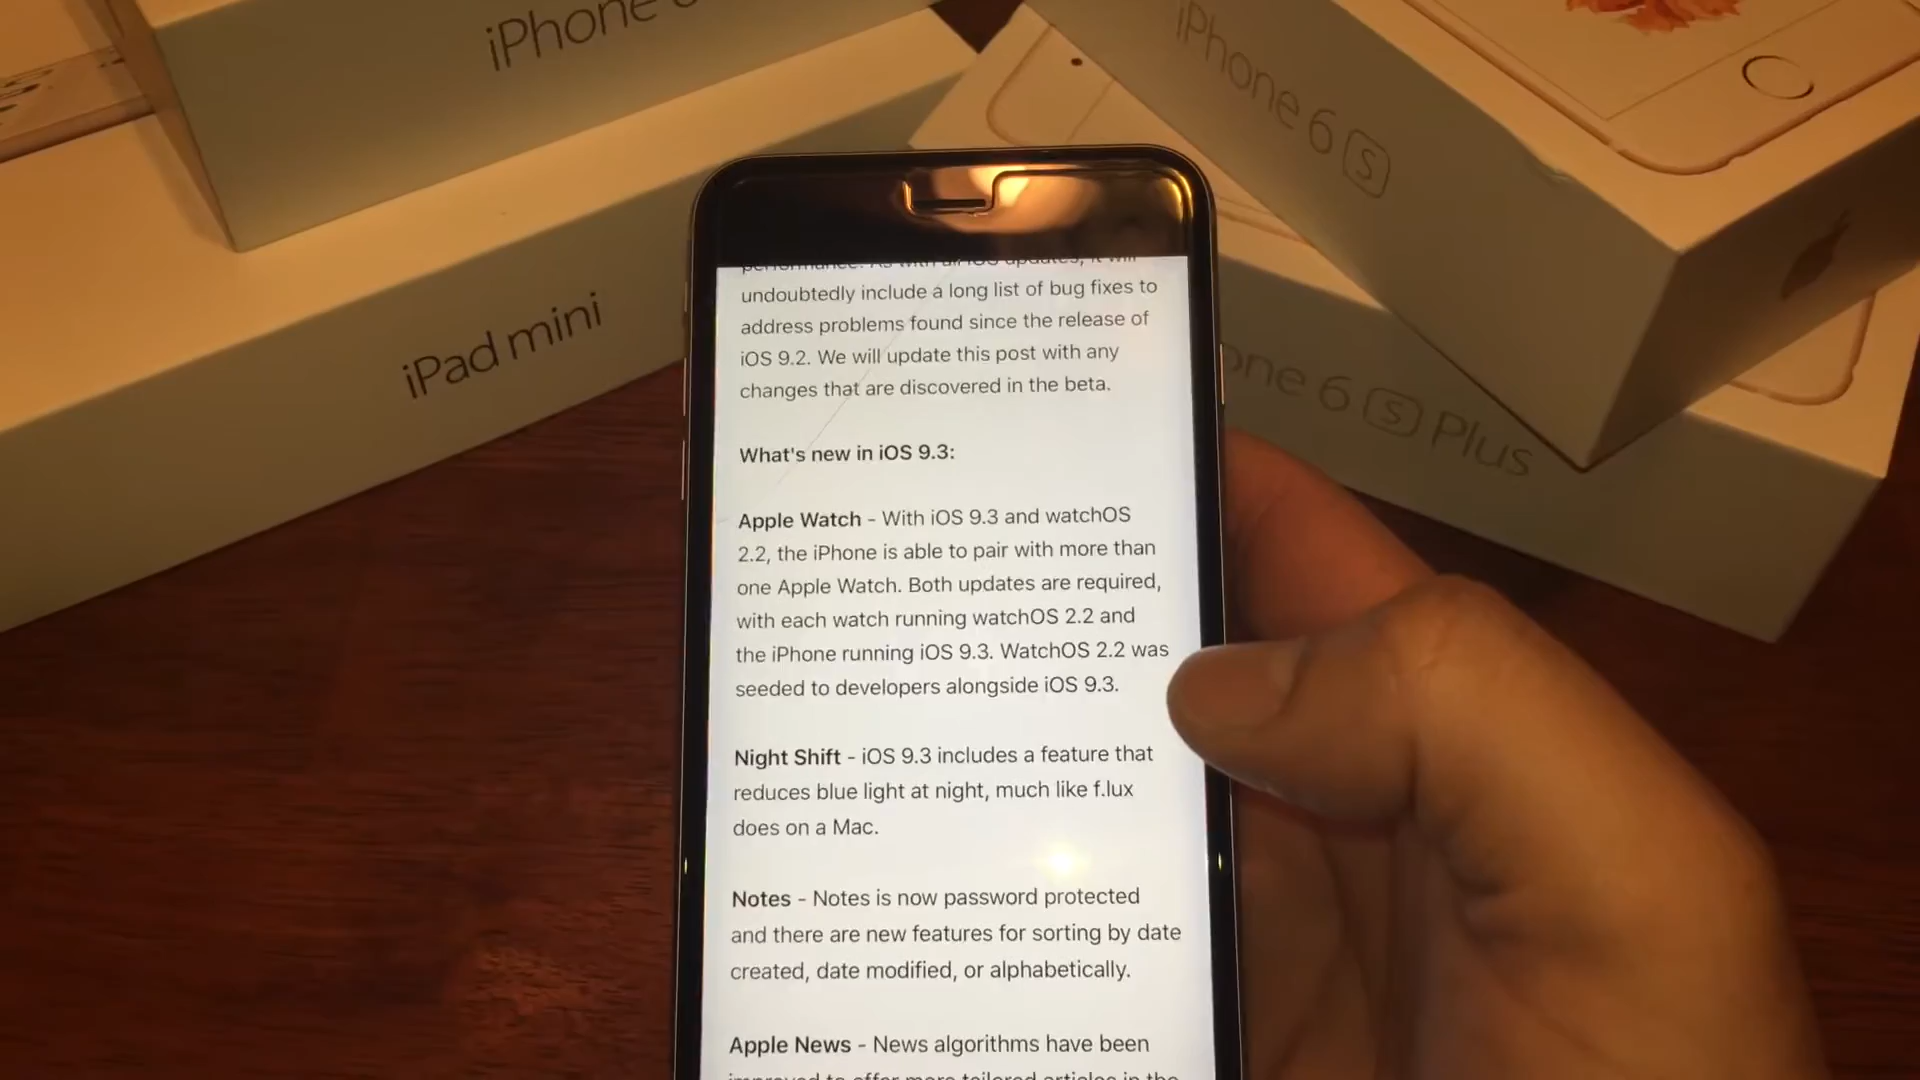 iPhone
iPhone 6 S
iPad mini
one 6 S Plus
undoubtedly include a long list of bug fixes to
address problems found since the release of
iOS 9.2. We will update this post with any
changes that are discovered in the beta.
What's new in iOS 9.3:
Apple Watch - With iOS 9.3 and watchOS
2.2, the iPhone is able to pair with more than
one Apple Watch. Both updates are required,
with each watch running watchOS 2.2 and
the iPhone running iOS 9.3. WatchOS 2.2 was
seeded to developers alongside iOS 9.3.
Night Shift - iOS 9.3 includes a feature that
reduces blue light at night, much like f.lux
does on a Mac.
Notes - Notes is now password protected
and there are new features for sorting by date
created, date modified, or alphabetically.
Apple News - News algorithms have been